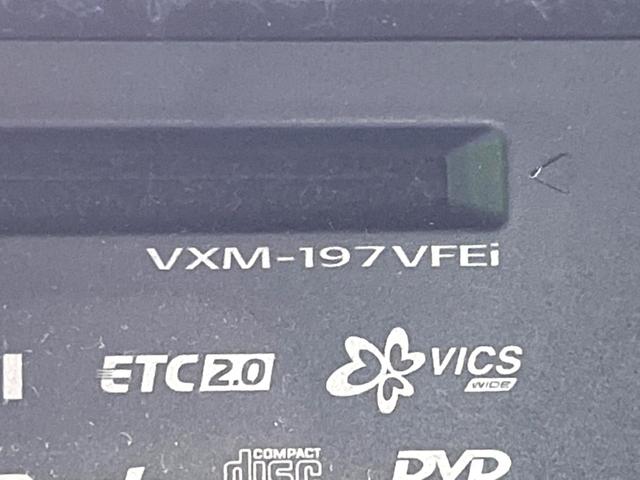 VXM-197VFEi
ETC 2.0 VICS
WIDE
COMPACT
disc DVD